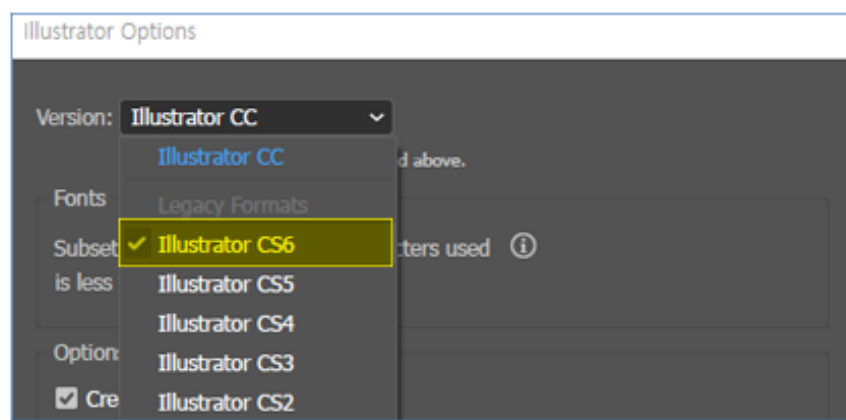 Illustrator Options
Version: Illustrator CC
Illustrator CC
d above.
Fonts
Legacy Formats
Subset Illustrator CS6 cters used
is less Illustrator CS5
Illustrator CS4
Option Illustrator CS3
Cre Illustrator CS2